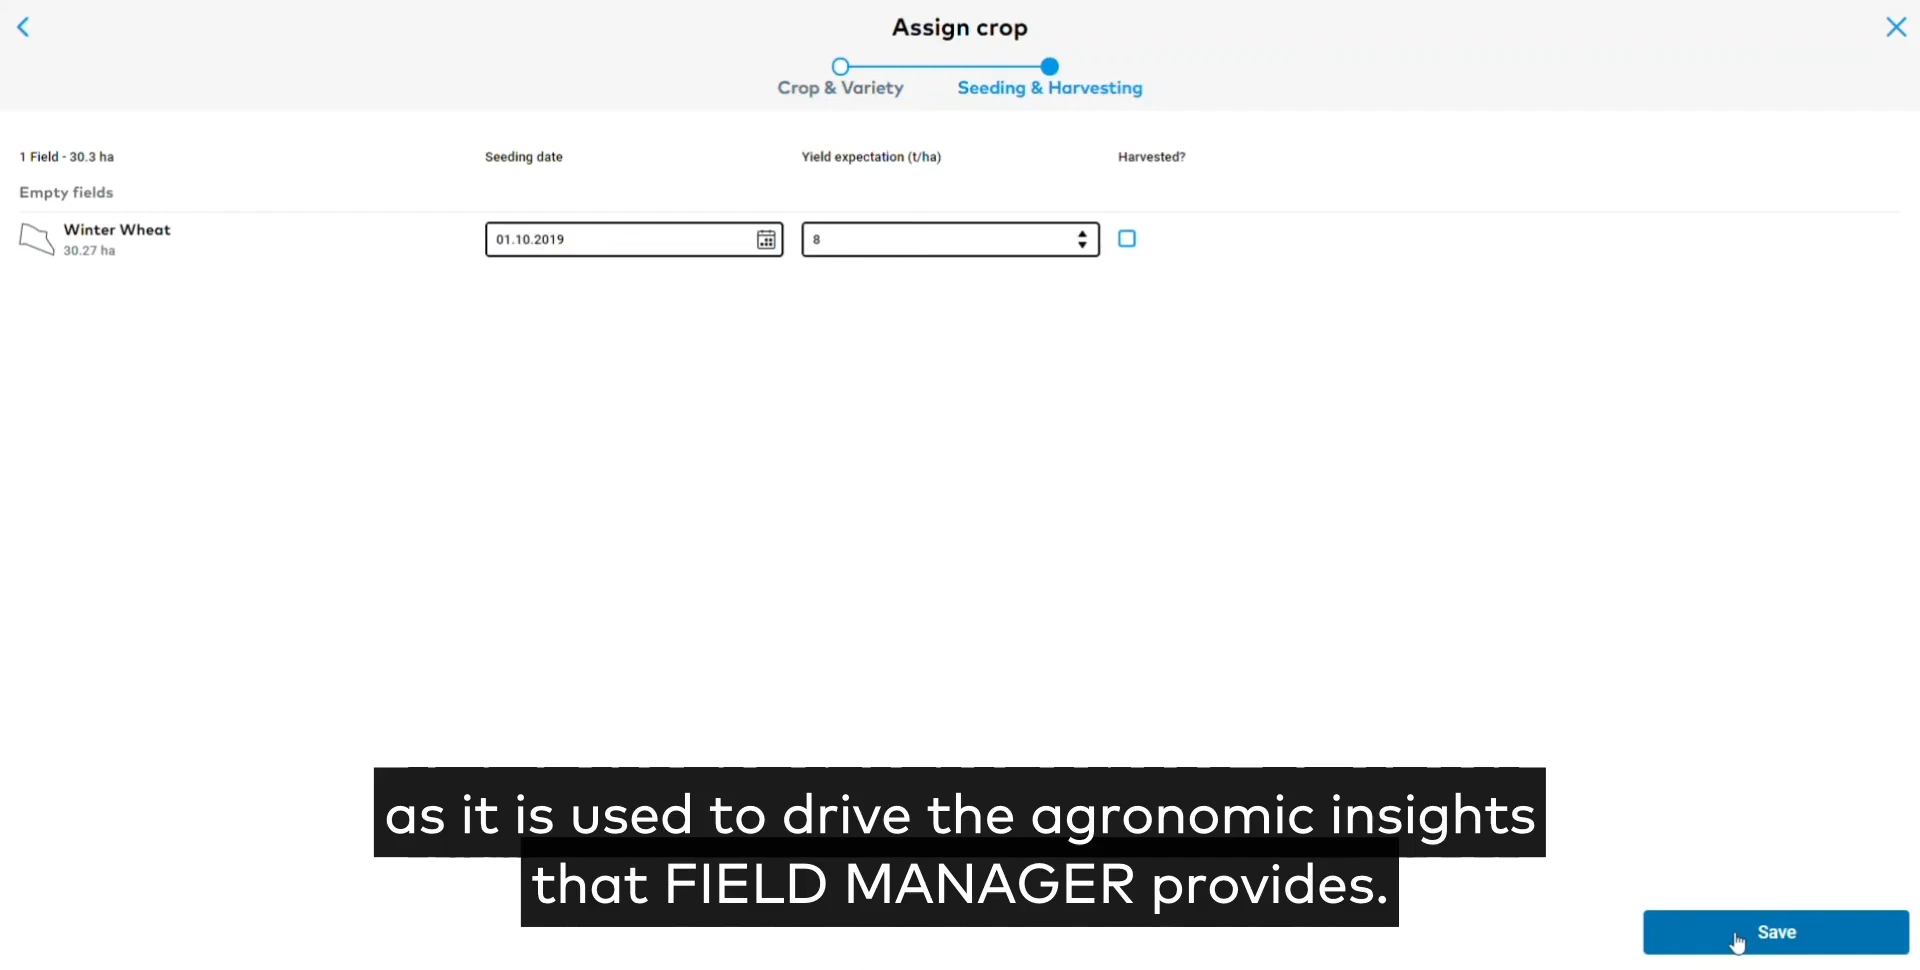 Assign crop
Crop & Variety
Seeding & Harvesting
1 Field - 30.3 ha
Seeding date
Yield expectation (t/ha)
Harvested?
Empty fields
Winter Wheat
30.27 ha
01.10.2019
8
as it is used to drive the agronomic insights
that FIELD MANAGER provides.
Save